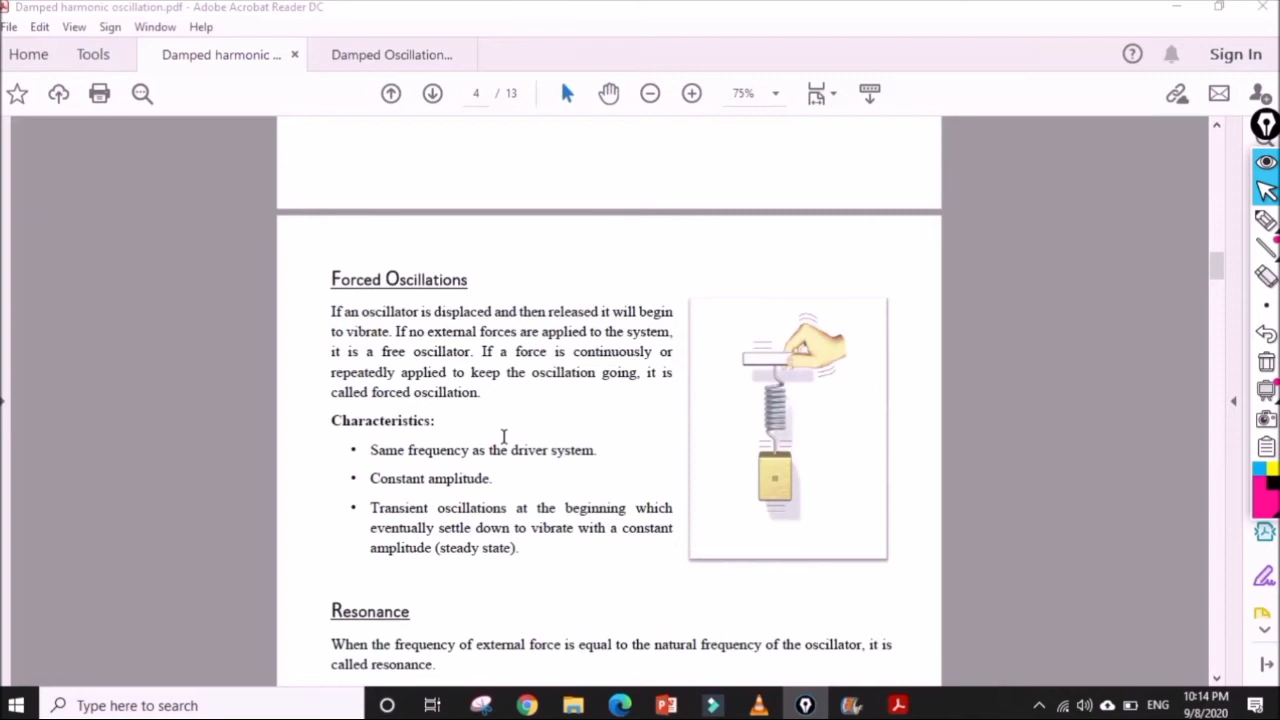 Damped harmonic oscillation.pdf - Adobe Acrobat Reader DC
File Edit View Sign Window Help
Home Tools Damped harmonic ... × Damped Oscillation... Sign In
4 / 13 75%
Forced Oscillations
If an oscillator is displaced and then released it will begin
to vibrate. If no external forces are applied to the system,
it is a free oscillator. If a force is continuously or
repeatedly applied to keep the oscillation going, it is
called forced oscillation.
Characteristics:
• Same frequency as the driver system.
• Constant amplitude.
• Transient oscillations at the beginning which
eventually settle down to vibrate with a constant
amplitude (steady state).
Resonance
When the frequency of external force is equal to the natural frequency of the oscillator, it is
called resonance.
Type here to search
ENG
10:14 PM
9/8/2020